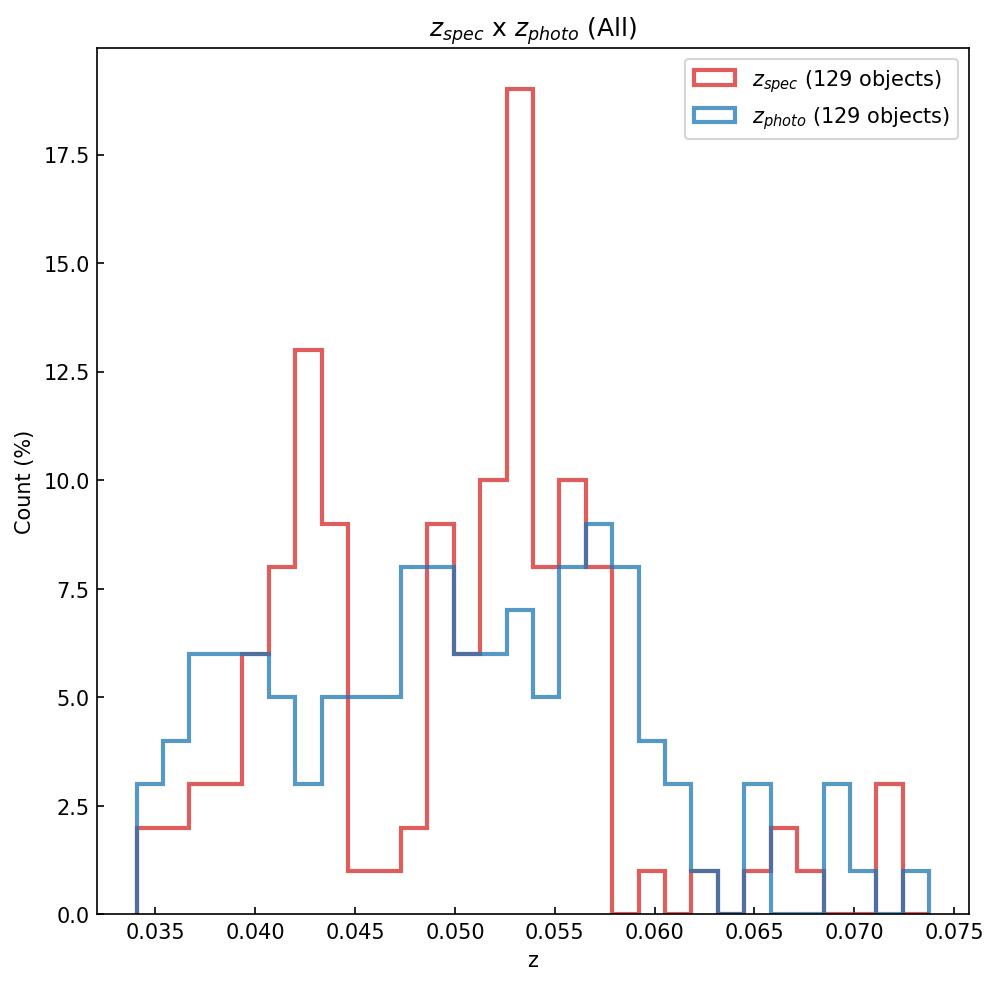 z_spec x z_photo (All)
z_spec (129 objects)
z_photo (129 objects)
Count (%)
17.5
15.0
12.5
10.0
7.5
5.0
2.5
0.0
0.035 0.040 0.045 0.050 0.055 0.060 0.065 0.070 0.075
z